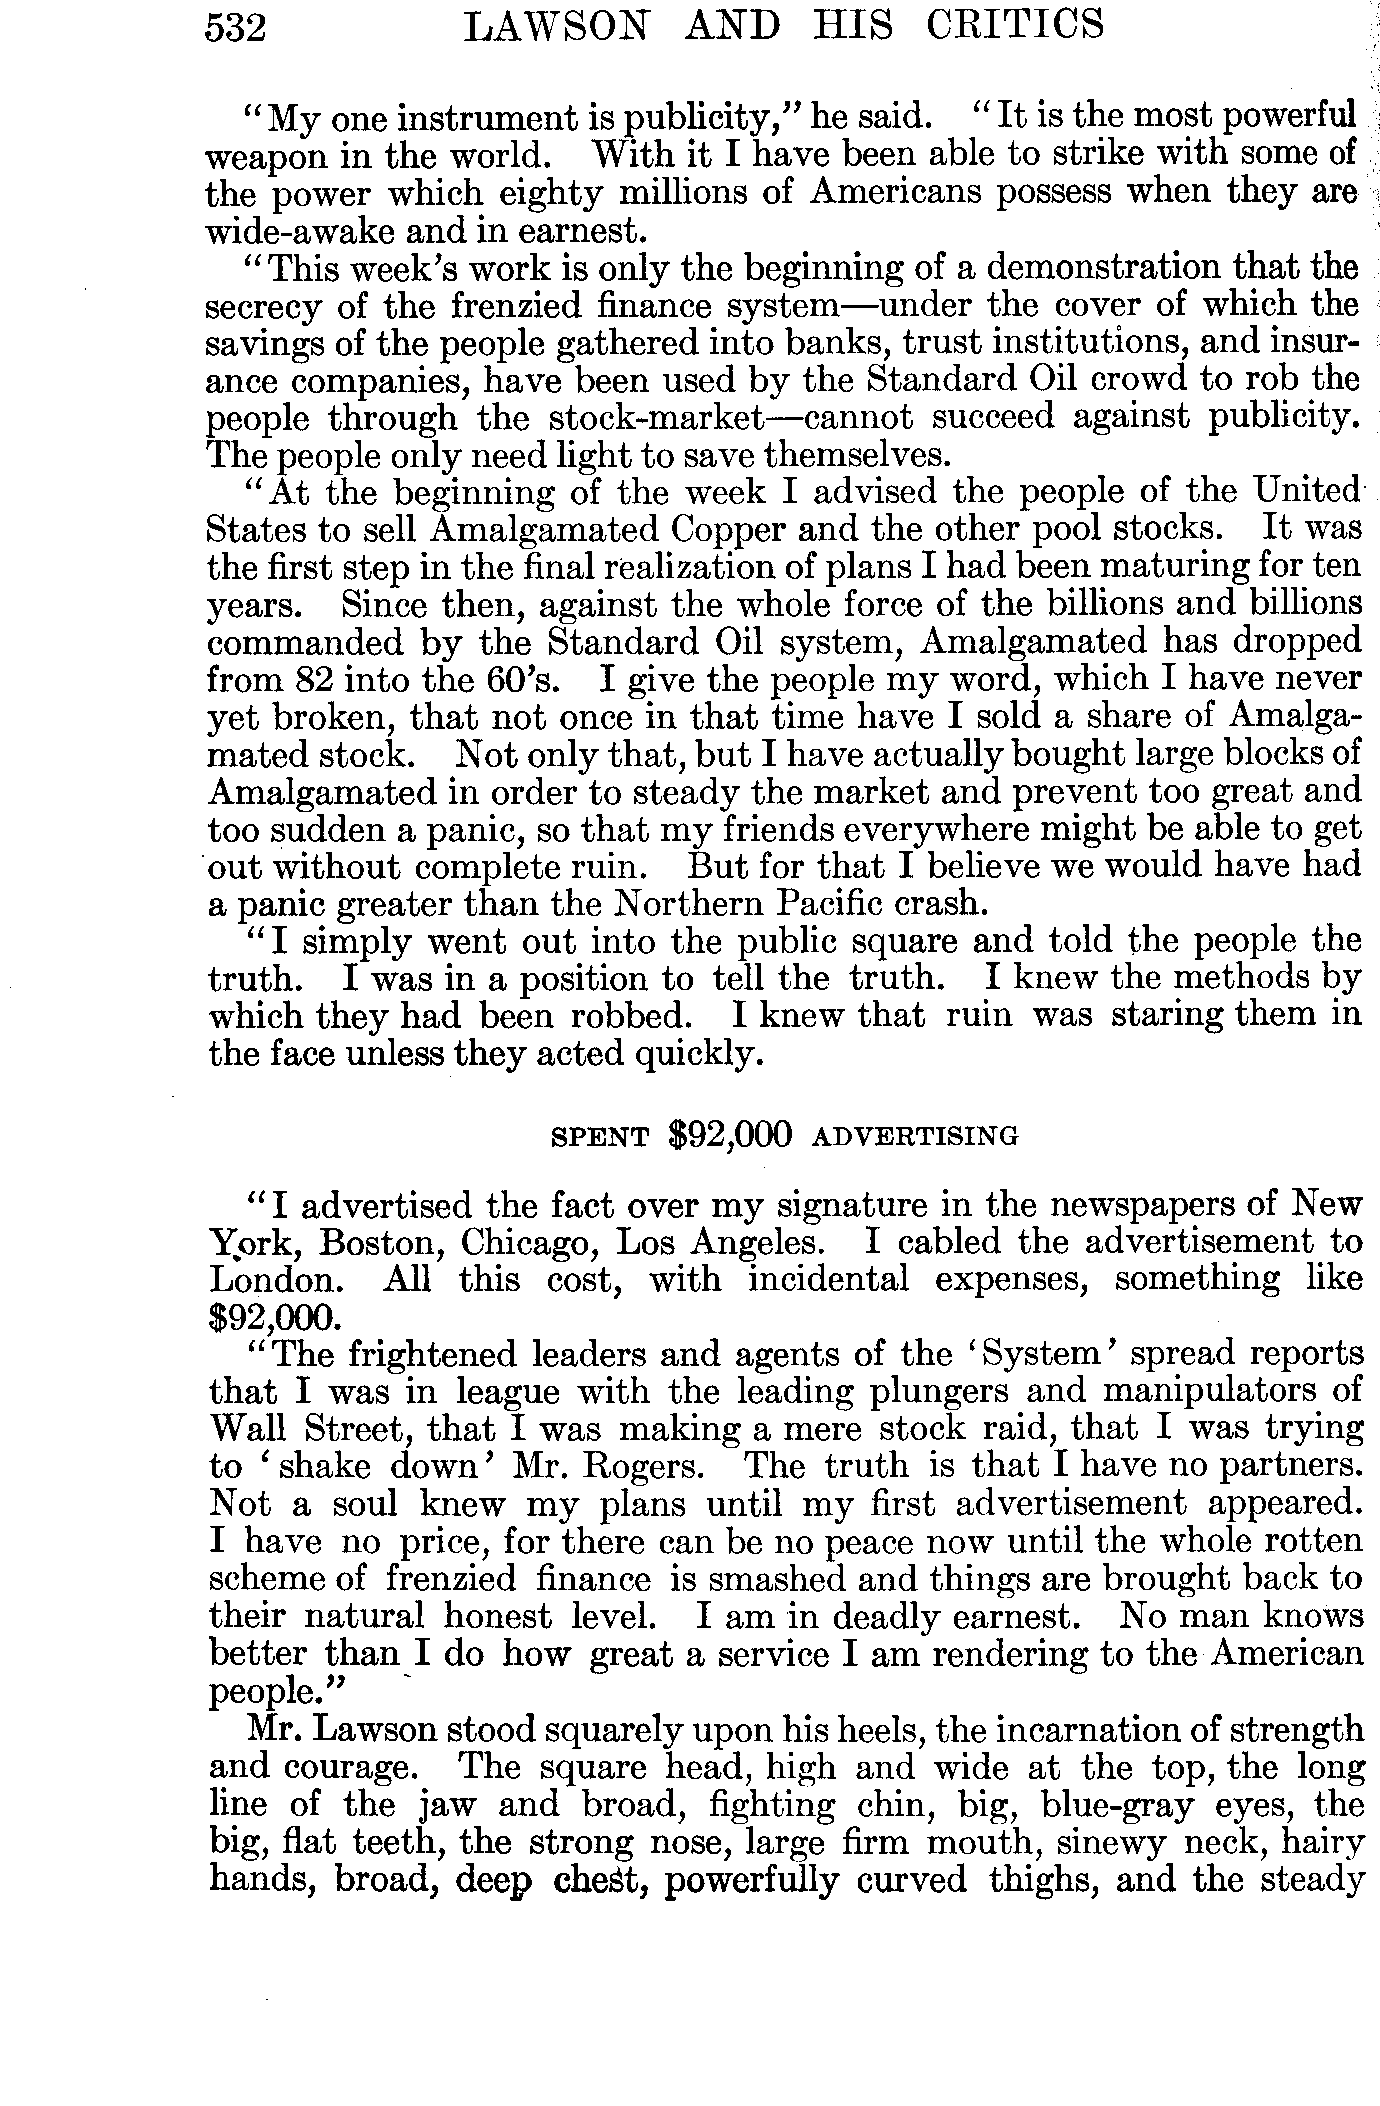 532 LAWSON AND HIS CRITICS
"My one instrument is publicity," he said. "It is the most powerful
weapon in the world. With it I have been able to strike with some of
the power which eighty millions of Americans possess when they are
wide-awake and in earnest.
"This week's work is only the beginning of a demonstration that the
secrecy of the frenzied finance system—under the cover of which the
savings of the people gathered into banks, trust institutions, and insur-
ance companies, have been used by the Standard Oil crowd to rob the
people through the stock-market—cannot succeed against publicity.
The people only need light to save themselves.
"At the beginning of the week I advised the people of the United
States to sell Amalgamated Copper and the other pool stocks. It was
the first step in the final realization of plans I had been maturing for ten
years. Since then, against the whole force of the billions and billions
commanded by the Standard Oil system, Amalgamated has dropped
from 82 into the 60's. I give the people my word, which I have never
yet broken, that not once in that time have I sold a share of Amalga-
mated stock. Not only that, but I have actually bought large blocks of
Amalgamated in order to steady the market and prevent too great and
too sudden a panic, so that my friends everywhere might be able to get
out without complete ruin. But for that I believe we would have had
a panic greater than the Northern Pacific crash.
"I simply went out into the public square and told the people the
truth. I was in a position to tell the truth. I knew the methods by
which they had been robbed. I knew that ruin was staring them in
the face unless they acted quickly.
SPENT $92,000 ADVERTISING
"I advertised the fact over my signature in the newspapers of New
York, Boston, Chicago, Los Angeles. I cabled the advertisement to
London. All this cost, with incidental expenses, something like
$92,000.
"The frightened leaders and agents of the 'System' spread reports
that I was in league with the leading plungers and manipulators of
Wall Street, that I was making a mere stock raid, that I was trying
to 'shake down' Mr. Rogers. The truth is that I have no partners.
Not a soul knew my plans until my first advertisement appeared.
I have no price, for there can be no peace now until the whole rotten
scheme of frenzied finance is smashed and things are brought back to
their natural honest level. I am in deadly earnest. No man knows
better than I do how great a service I am rendering to the American
people."
Mr. Lawson stood squarely upon his heels, the incarnation of strength
and courage. The square head, high and wide at the top, the long
line of the jaw and broad, fighting chin, big, blue-gray eyes, the
big, flat teeth, the strong nose, large firm mouth, sinewy neck, hairy
hands, broad, deep chest, powerfully curved thighs, and the steady